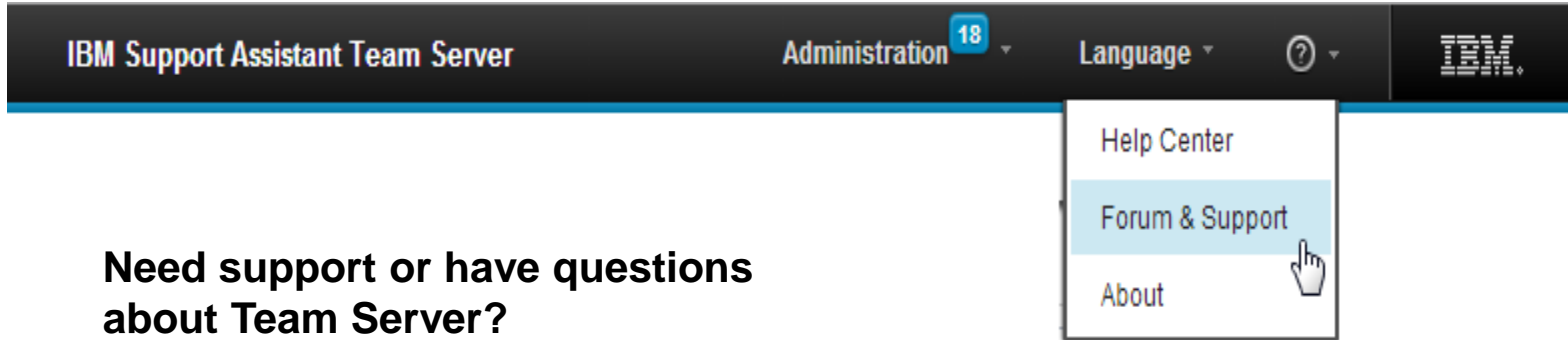 IBM Support Assistant Team Server Administration 18 Language ? IBM.
Help Center
Forum & Support
About
Need support or have questions
about Team Server?